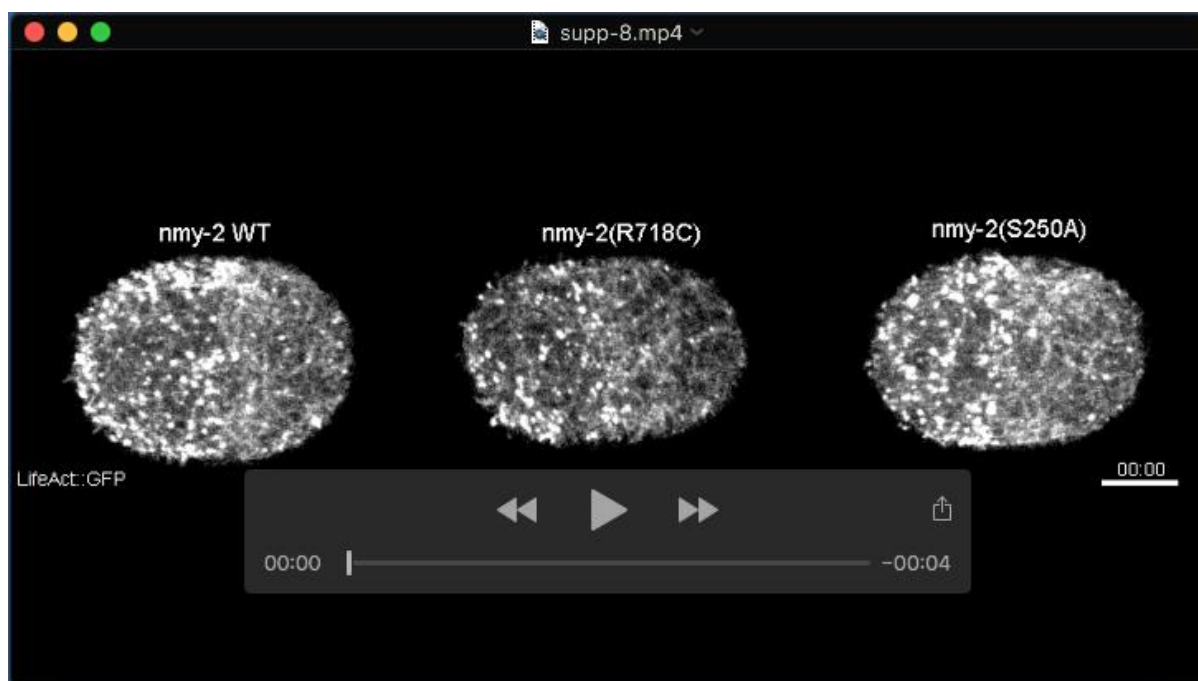 supp-8.mp4
nmy-2 WT
nmy-2(R718C)
nmy-2(S250A)
LifeAct::GFP
00:00
00:00
-00:04